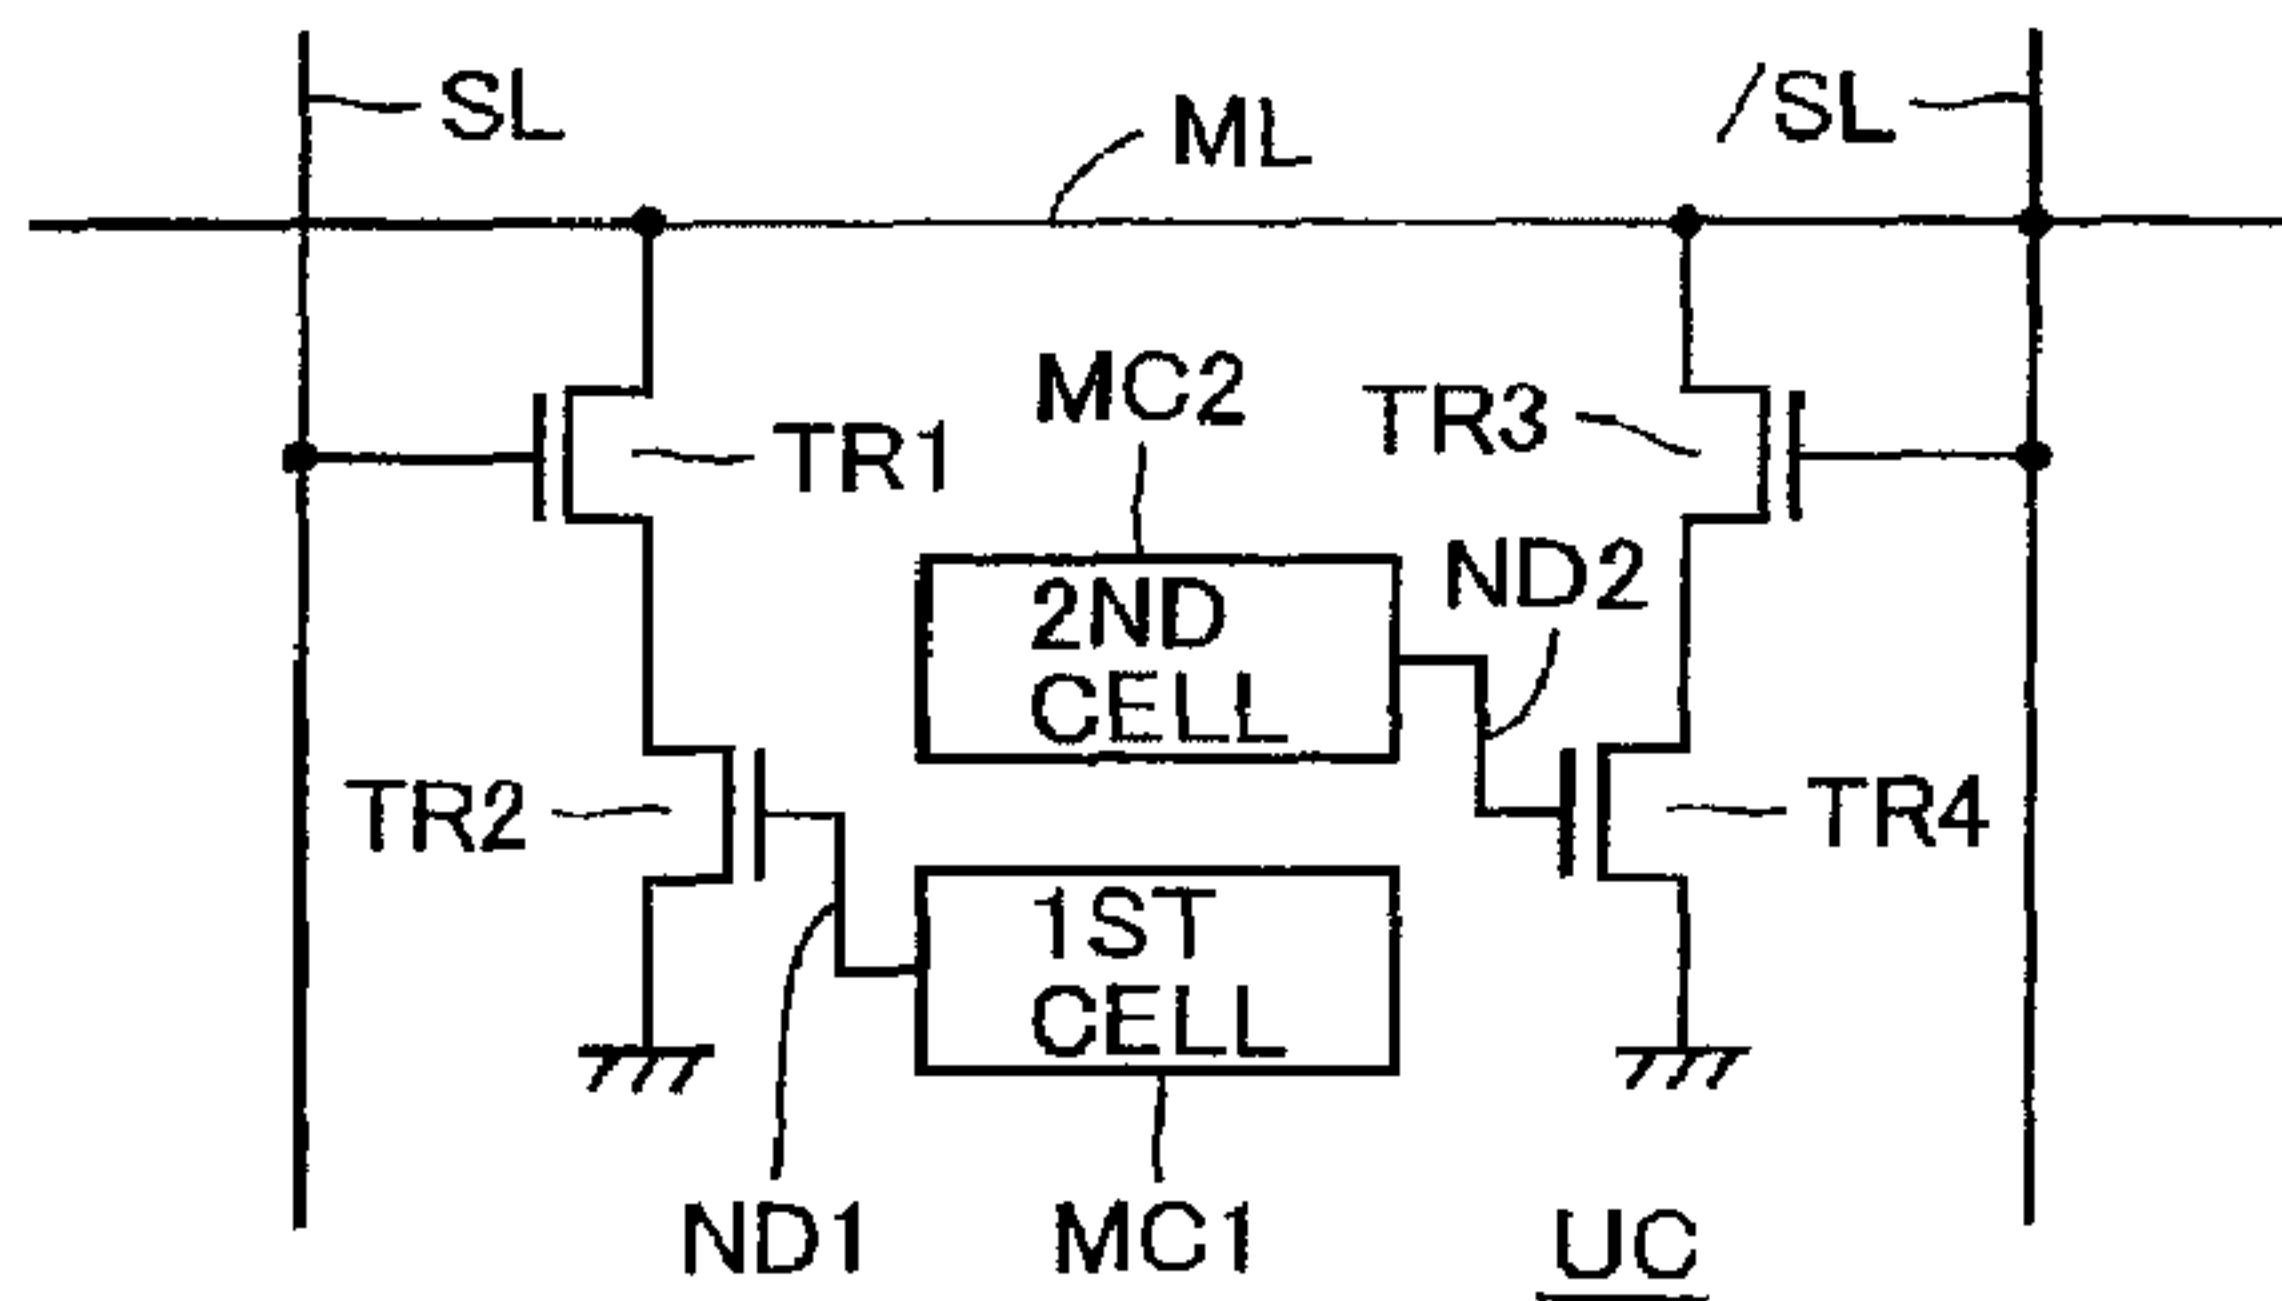 SL
ML
/SL
MC2
TR1
TR3
2ND
CELL
ND2
TR2
TR4
1ST
CELL
ND1
MC1
UC